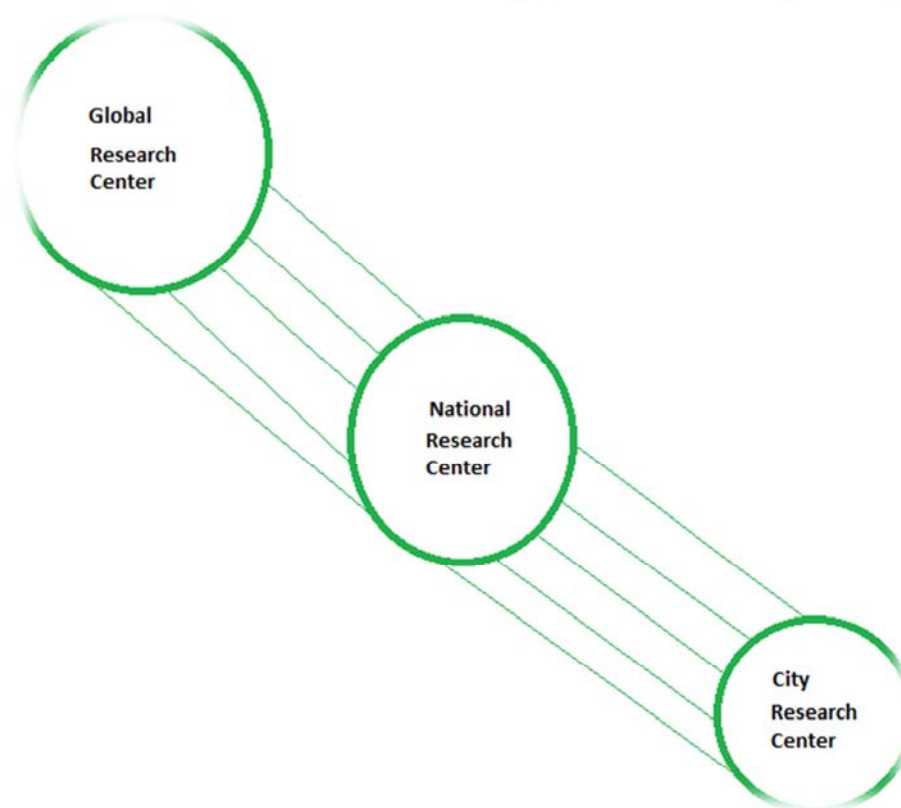 Global
Research
Center
National
Research
Center
City
Research
Center